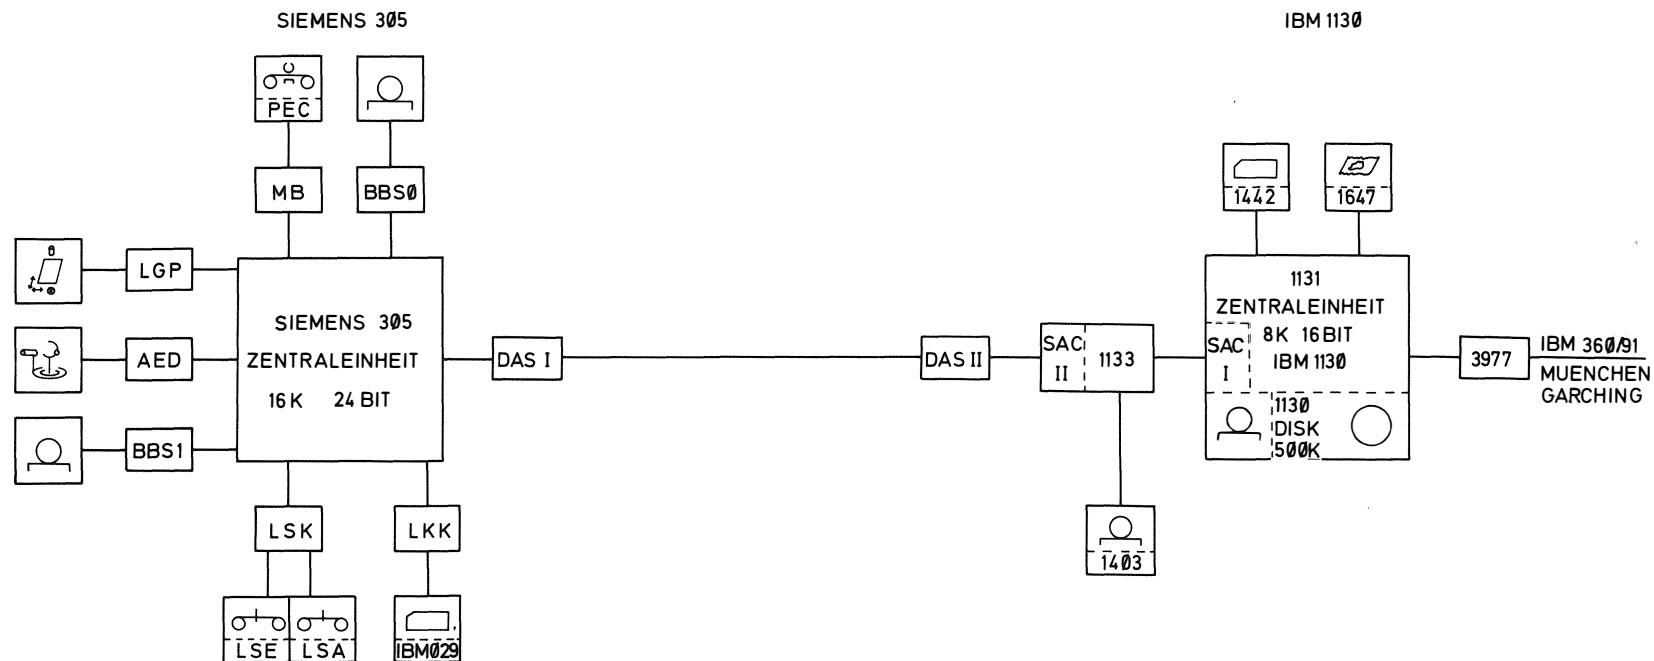 SIEMENS 3Ø5
IBM 113Ø
PEC
MB
BBSØ
1442
1647
LGP
SIEMENS 3Ø5
ZENTRALEINHEIT
16K 24 BIT
AED
BBS1
DAS I
DAS II
SAC
II
1133
1131
ZENTRALEINHEIT
8K 16 BIT
IBM 113Ø
SAC
I
113Ø
DISK
5ØØK
3977
IBM 36Ø/91
MUENCHEN
GARCHING
LSK
LKK
14Ø3
LSE
LSA
IBMØ29